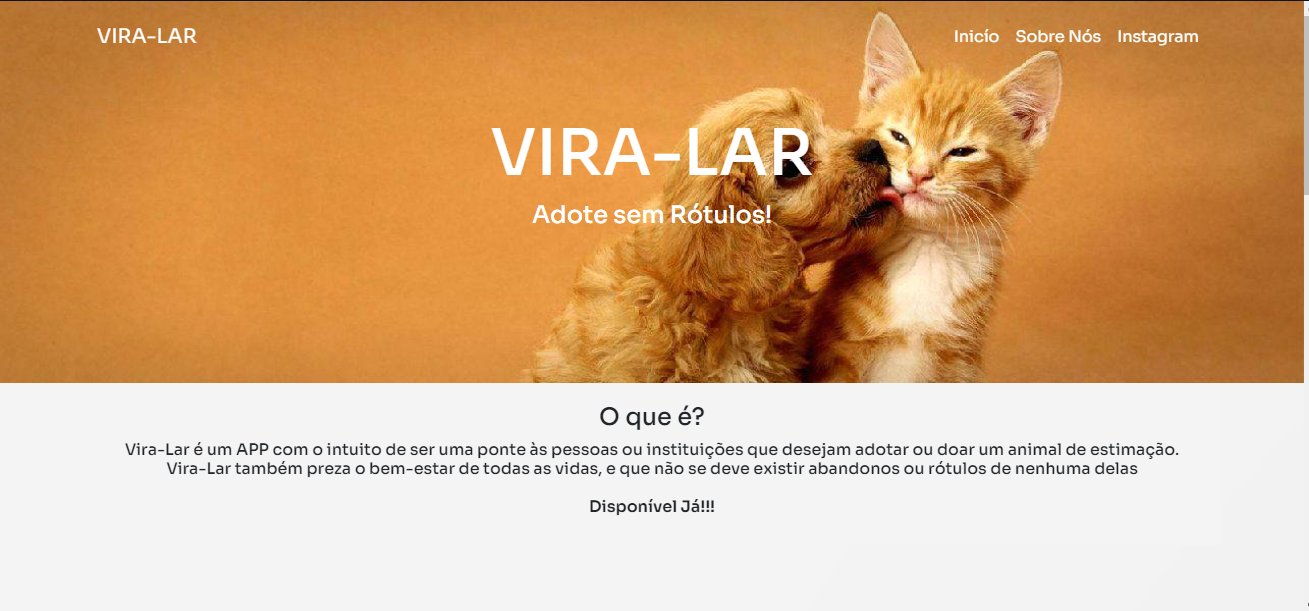 VIRA-LAR
Inicío Sobre Nós Instagram
VIRA-LAR
Adote sem Rótulos!
O que é?
Vira-Lar é um APP com o intuito de ser uma ponte às pessoas ou instituições que desejam adotar ou doar um animal de estimação.
Vira-Lar também preza o bem-estar de todas as vidas, e que não se deve existir abandonos ou rótulos de nenhuma delas
Disponível Já!!!